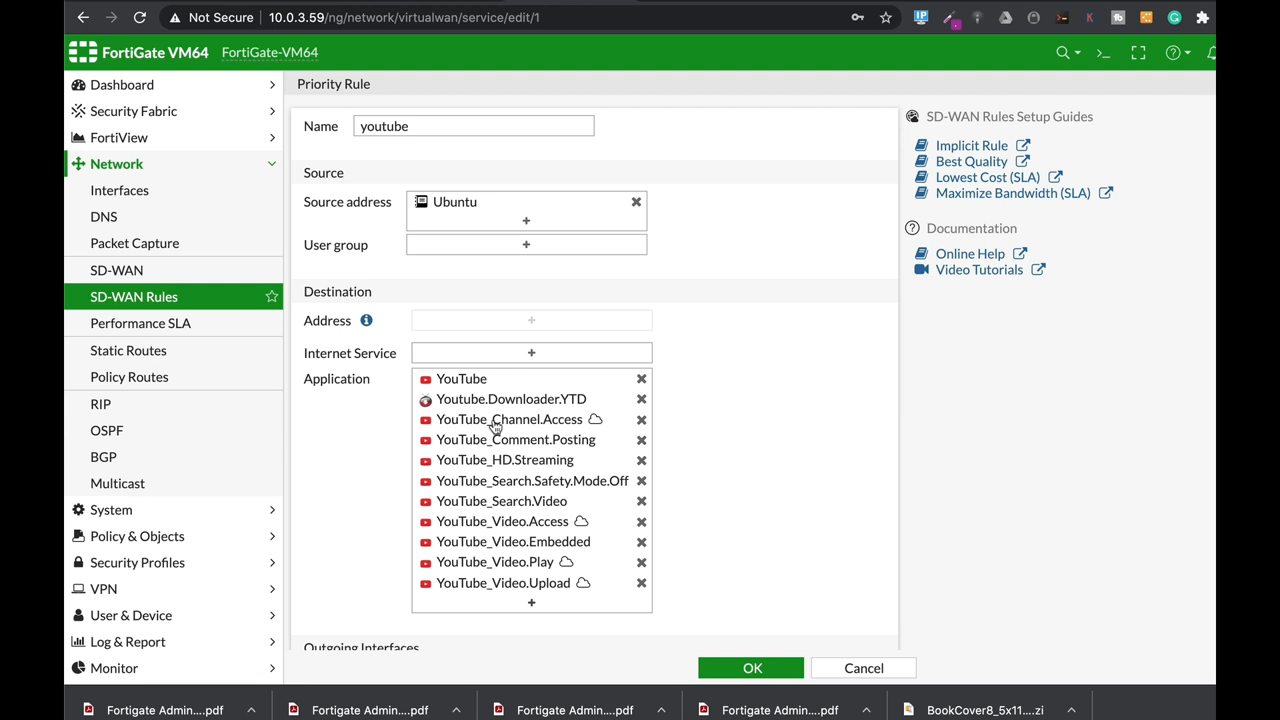 Not Secure 10.0.3.59/ng/network/virtualwan/service/edit/1
FortiGate VM64 FortiGate-VM64
Dashboard
Security Fabric
FortiView
Network
Interfaces
DNS
Packet Capture
SD-WAN
SD-WAN Rules
Performance SLA
Static Routes
Policy Routes
RIP
OSPF
BGP
Multicast
System
Policy & Objects
Security Profiles
VPN
User & Device
Log & Report
Monitor
Priority Rule
Name youtube
Source
Source address Ubuntu
User group
Destination
Address
Internet Service
Application YouTube
Youtube.Downloader.YTD
YouTube_Channel.Access
YouTube_Comment.Posting
YouTube_HD.Streaming
YouTube_Search.Safety.Mode.Off
YouTube_Search.Video
YouTube_Video.Access
YouTube_Video.Embedded
YouTube_Video.Play
YouTube_Video.Upload
Outgoing Interfaces
OK Cancel
SD-WAN Rules Setup Guides
Implicit Rule
Best Quality
Lowest Cost (SLA)
Maximize Bandwidth (SLA)
Documentation
Online Help
Video Tutorials
Fortigate Admin....pdf Fortigate Admin....pdf Fortigate Admin....pdf Fortigate Admin....pdf BookCover8_5x11....zi